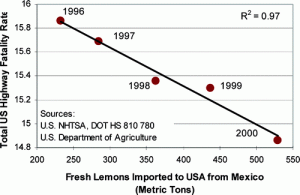 Total US Highway Fatality Rate
16
15.8
15.6
15.4
15.2
15
14.8
1996
1997
1998
1999
2000
R² = 0.97
Sources:
U.S. NHTSA, DOT HS 810 780
U.S. Department of Agriculture
200 250 300 350 400 450 500 550
Fresh Lemons Imported to USA from Mexico
(Metric Tons)